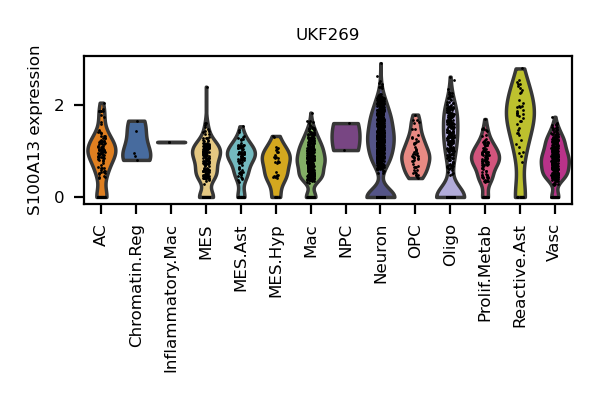 UKF269
S100A13 expression
2
0
AC
Chromatin.Reg
Inflammatory.Mac
MES
MES.Ast
MES.Hyp
Mac
NPC
Neuron
OPC
Oligo
Prolif.Metab
Reactive.Ast
Vasc